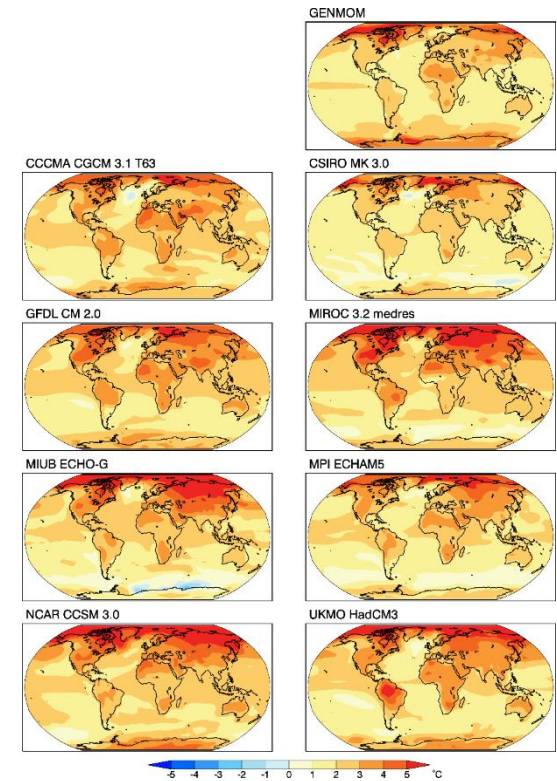 GENMOM
CCCMA CGCM 3.1 T63
CSIRO MK 3.0
GFDL CM 2.0
MIROC 3.2 medres
MIUB ECHO-G
MPI ECHAM5
NCAR CCSM 3.0
UKMO HadCM3
-5 -4 -3 -2 -1 0 1 2 3 4 5 °C